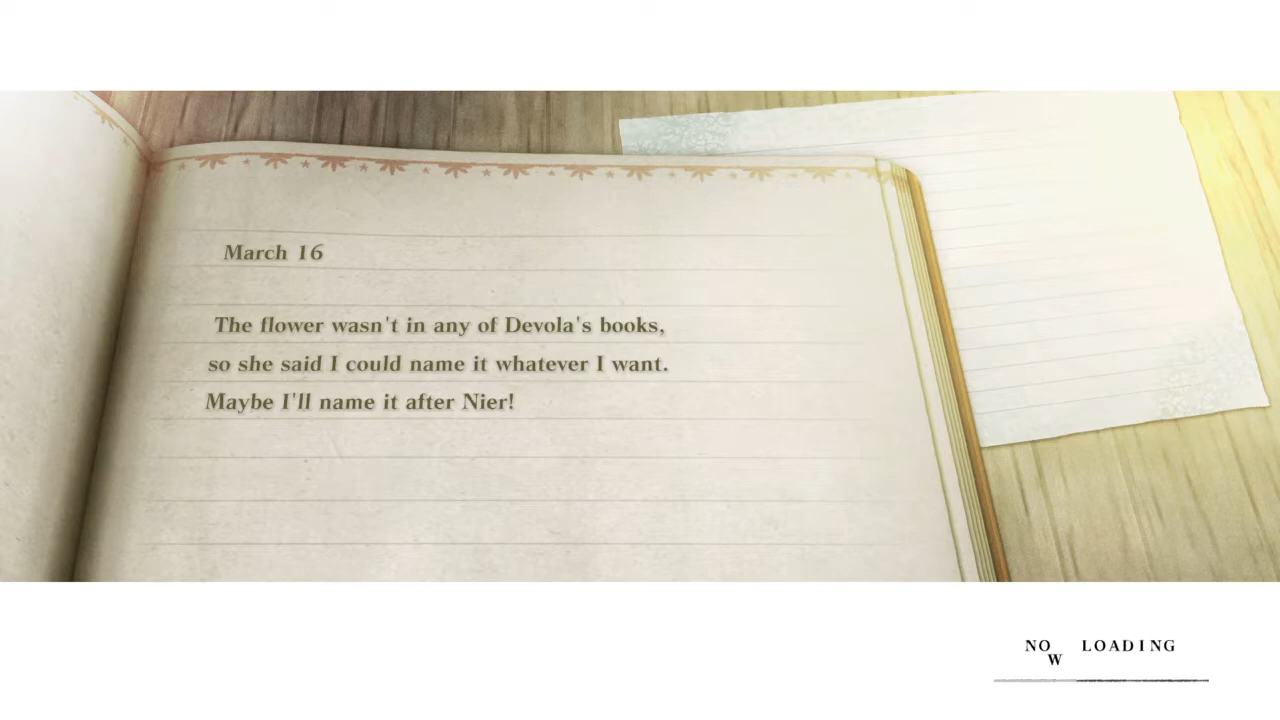 March 16
The flower wasn't in any of Devola's books,
so she said I could name it whatever I want.
Maybe I'll name it after Nier!
NOW LOADING